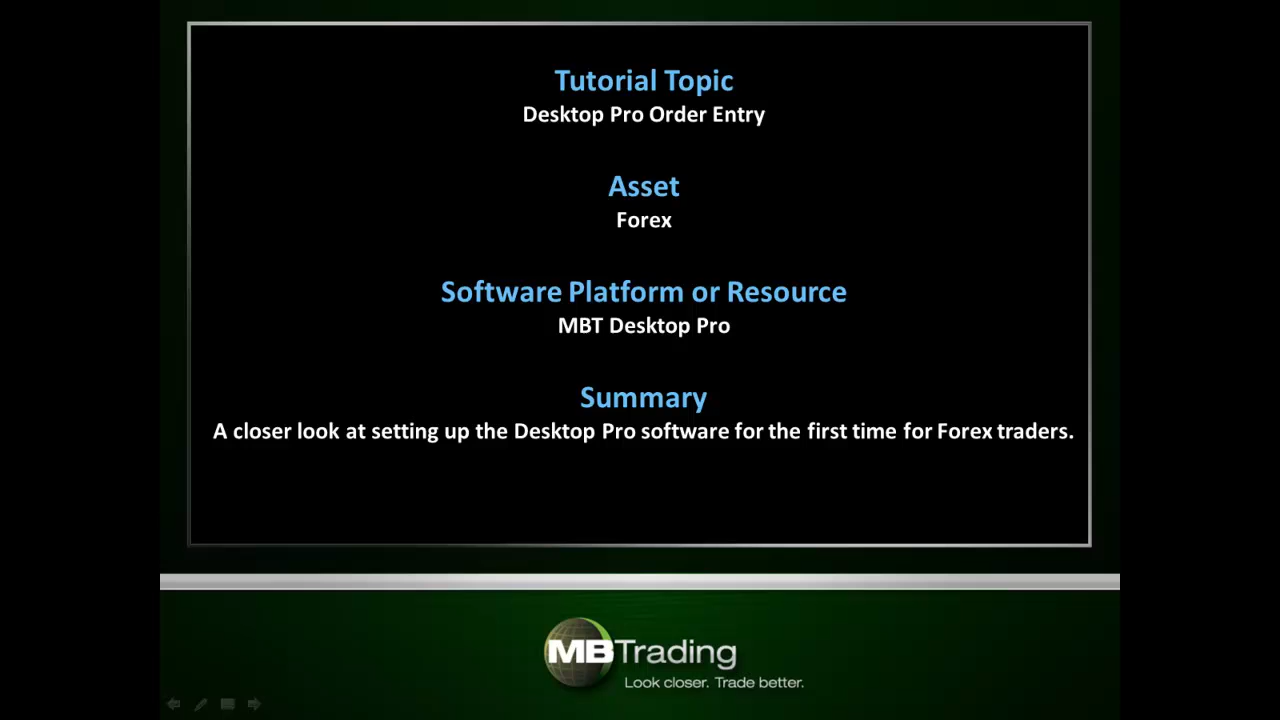 Tutorial Topic
Desktop Pro Order Entry
Asset
Forex
Software Platform or Resource
MBT Desktop Pro
Summary
A closer look at setting up the Desktop Pro software for the first time for Forex traders.
MBTrading
Look closer. Trade better.